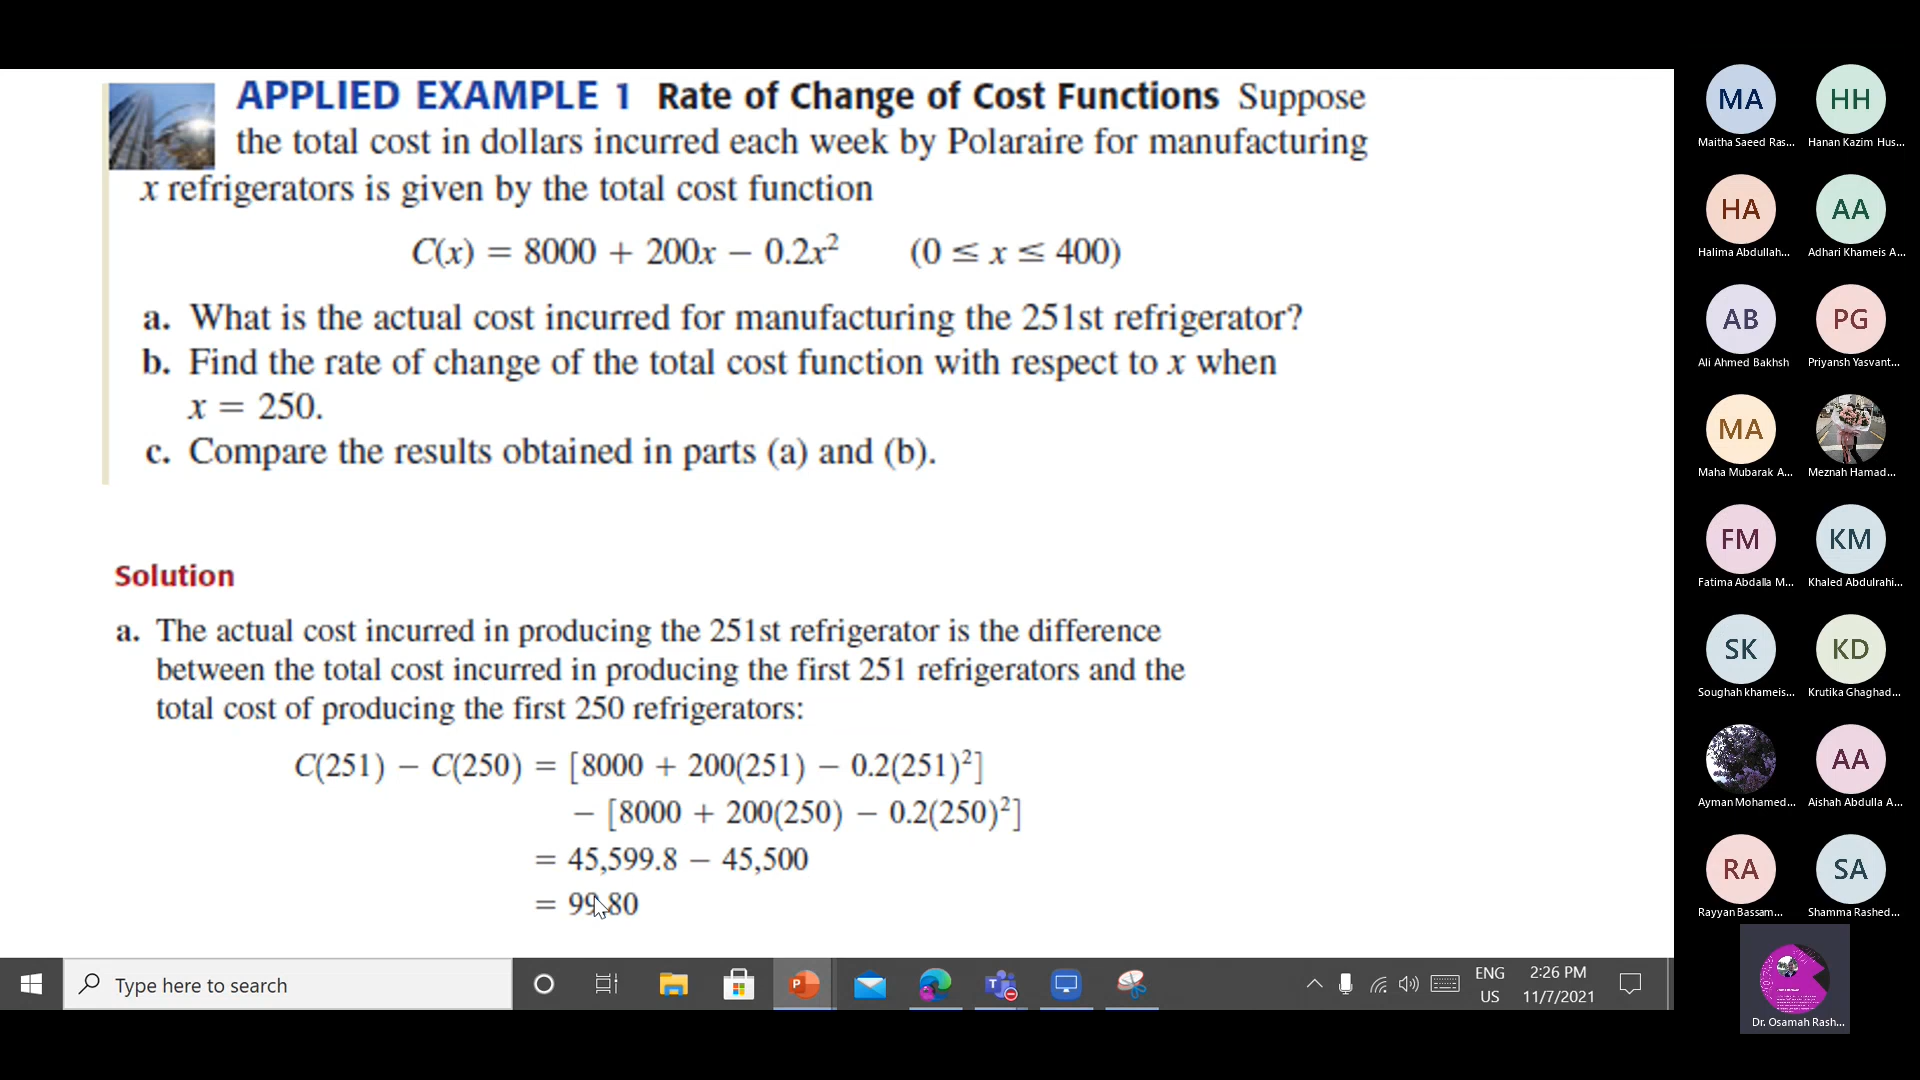 APPLIED EXAMPLE 1 Rate of Change of Cost Functions Suppose
the total cost in dollars incurred each week by Polaraire for manufacturing
x refrigerators is given by the total cost function
C(x) = 8000 + 200x − 0.2x² (0 ≤ x ≤ 400)
a. What is the actual cost incurred for manufacturing the 251st refrigerator?
b. Find the rate of change of the total cost function with respect to x when
x = 250.
c. Compare the results obtained in parts (a) and (b).
Solution
a. The actual cost incurred in producing the 251st refrigerator is the difference
between the total cost incurred in producing the first 251 refrigerators and the
total cost of producing the first 250 refrigerators:
C(251) − C(250) = [8000 + 200(251) − 0.2(251)²]
− [8000 + 200(250) − 0.2(250)²]
= 45,599.8 − 45,500
= 99.80
Type here to search
ENG
US
2:26 PM
11/7/2021
MA HH
Maitha Saeed Ras... Hanan Kazim Hus...
HA AA
Halima Abdullah... Adhari Khameis A...
AB PG
Ali Ahmed Bakhsh Priyansh Yasvant...
MA
Maha Mubarak A... Meznah Hamad...
FM KM
Fatima Abdalla M... Khaled Abdulrahi...
SK KD
Soughah khameis... Krutika Ghaghad...
AA
Ayman Mohamed... Aishah Abdulla A...
RA SA
Rayyan Bassam... Shamma Rashed...
Dr. Osamah Rash...